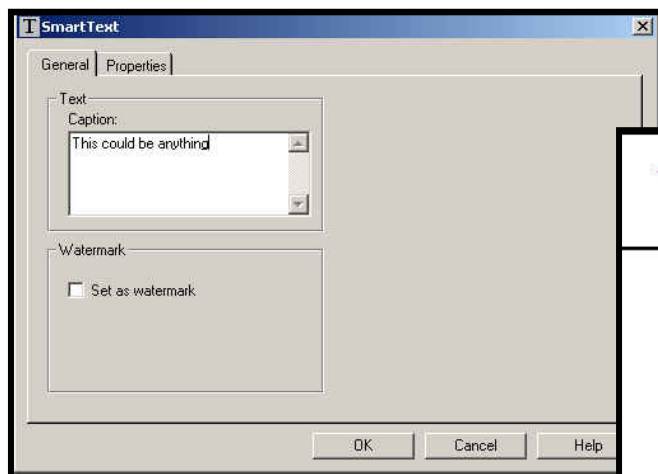 SmartText
General Properties
Text
Caption:
This could be anything
Watermark
Set as watermark
OK Cancel Help